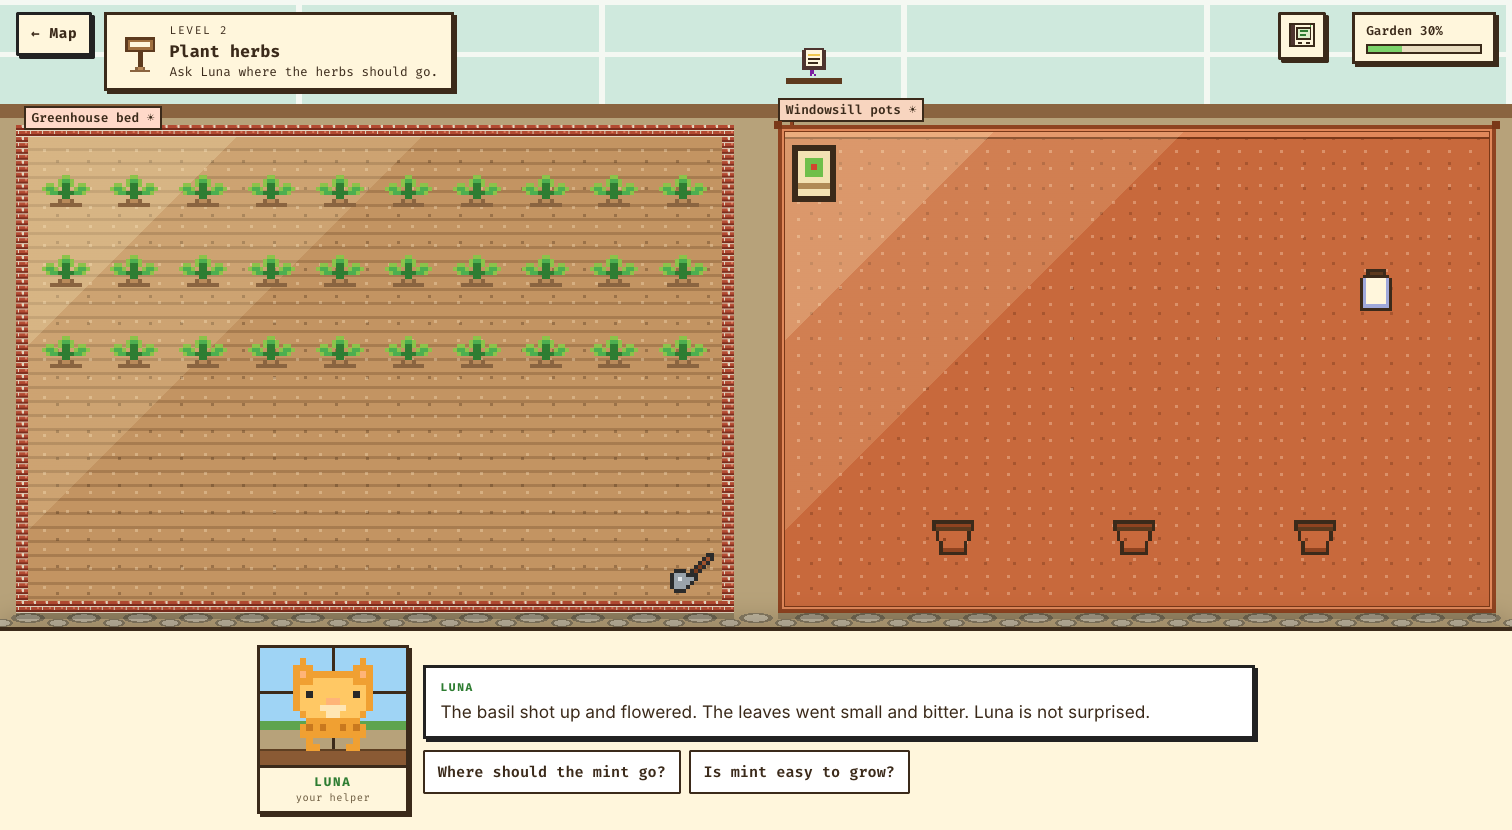 ← Map
LEVEL 2
Plant herbs
Ask Luna where the herbs should go.
Garden 30%
Greenhouse bed ☀
Windowsill pots ☀
LUNA
The basil shot up and flowered. The leaves went small and bitter. Luna is not surprised.
Where should the mint go?
Is mint easy to grow?
LUNA
your helper